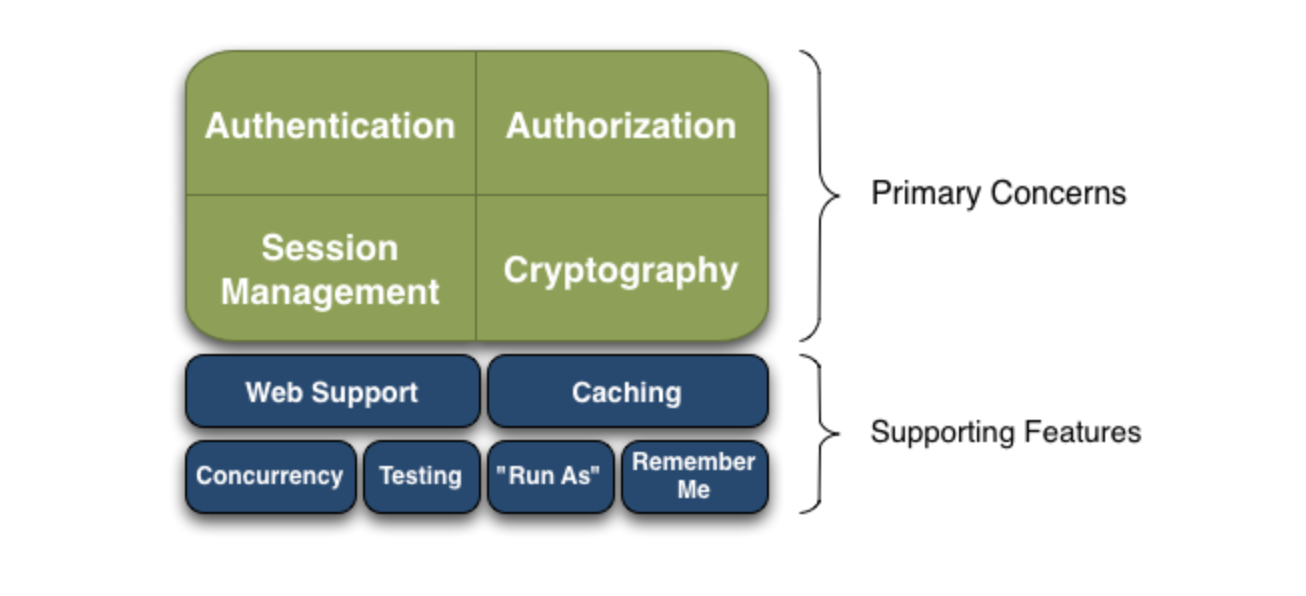 Authentication
Authorization
Session
Management
Cryptography
Primary Concerns
Web Support
Caching
Concurrency
Testing
"Run As"
Remember
Me
Supporting Features